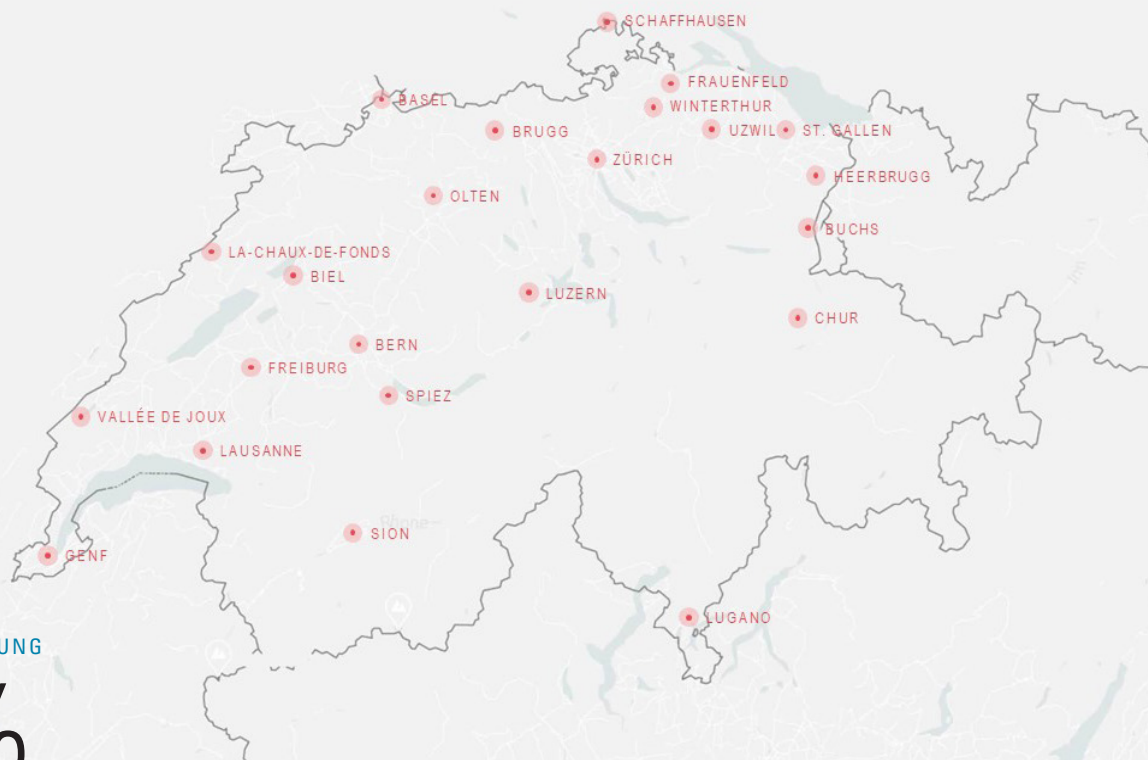 SCHAFFHAUSEN
FRAUENFELD
BASEL
WINTERTHUR
BRUGG
UZWIL
ST. GALLEN
ZÜRICH
HEERBRUGG
OLTEN
BUCHS
LA-CHAUX-DE-FONDS
BIEL
LUZERN
CHUR
BERN
FREIBURG
SPIEZ
VALLÉE DE JOUX
LAUSANNE
Rhone
SION
GENF
LUGANO
UNG